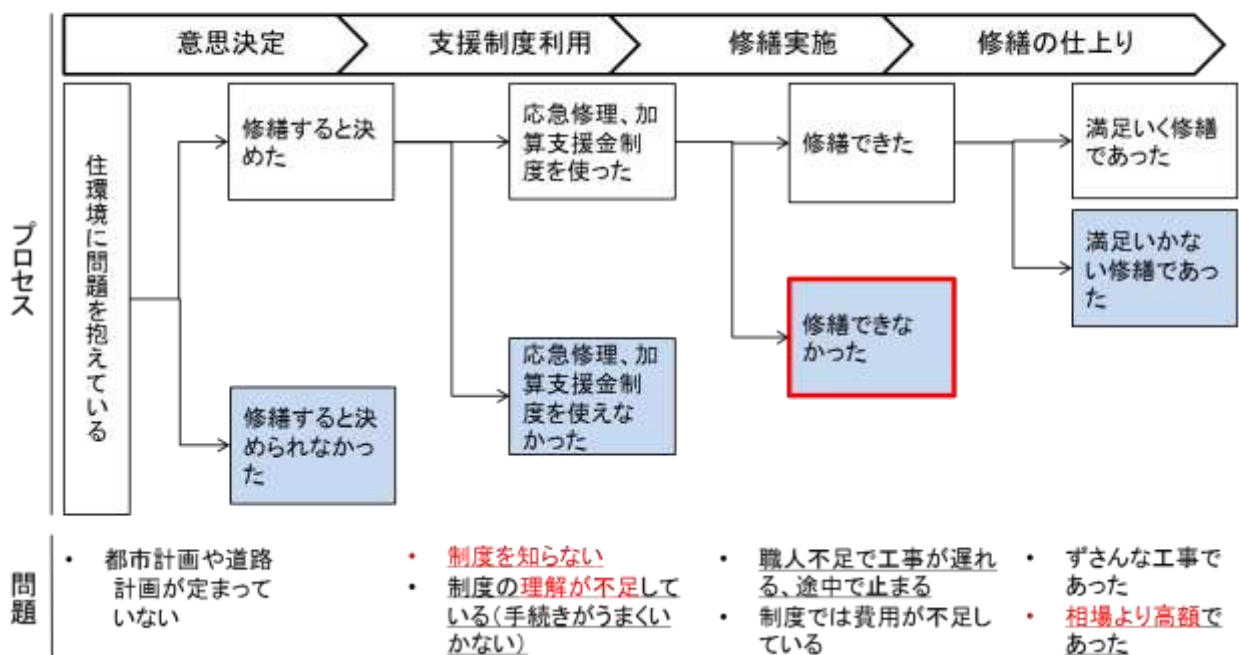 意思決定
支援制度利用
修繕実施
修繕の仕上り
プロセス
住環境に問題を抱えている
修繕すると決
めた
修繕すると決
められなかっ
た
応急修理、加
算支援金制
度を使った
応急修理、加
算支援金制
度を使えな
かった
修繕できた
修繕できな
かった
満足いく修繕
であった
満足いかな
い修繕であっ
た
問題
• 都市計画や道路
計画が定まって
いない
• 制度を知らない
• 制度の理解が不足して
いる(手続きがうまくい
かない)
• 職人不足で工事が遅れ
る、途中で止まる
• 制度では費用が不足し
ている
• ずさんな工事で
あった
• 相場より高額で
あった